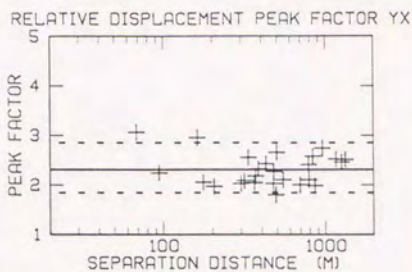 RELATIVE DISPLACEMENT PEAK FACTOR YX
5
4
3
2
1
PEAK FACTOR
100 1000
SEPARATION DISTANCE (M)